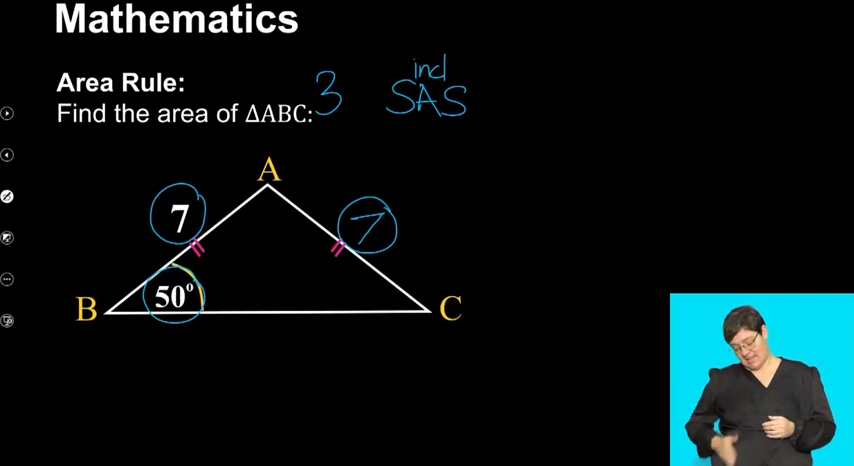 Mathematics
Area Rule:
Find the area of ΔABC:
3
incl
SAS
A
7
7
50°
B
C